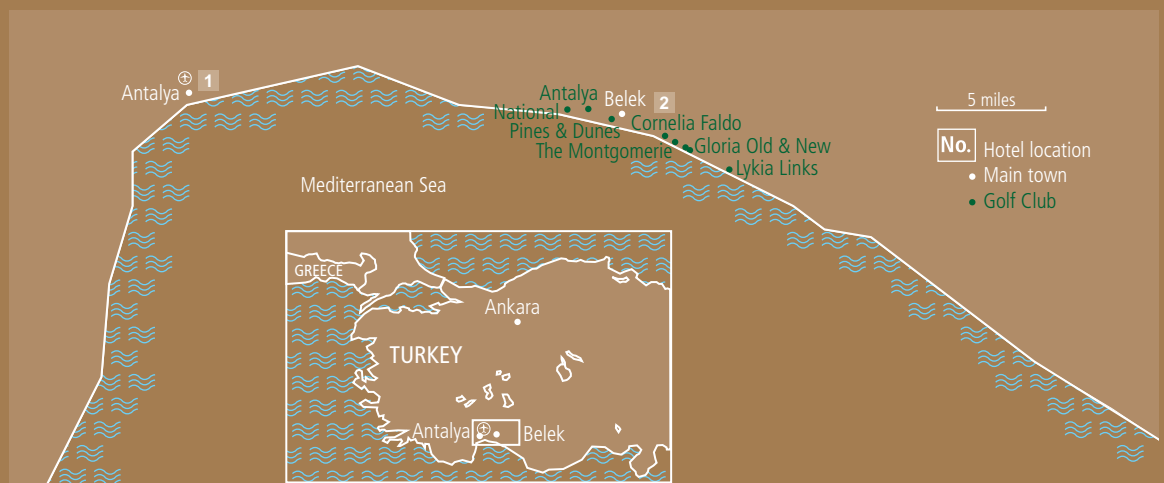 Antalya
1
Antalya
National
Pines & Dunes
The Montgomerie
Belek
2
Cornelia Faldo
Gloria Old & New
Lykia Links
Mediterranean Sea
5 miles
No.
Hotel location
Main town
Golf Club
GREECE
Ankara
TURKEY
Antalya
Belek